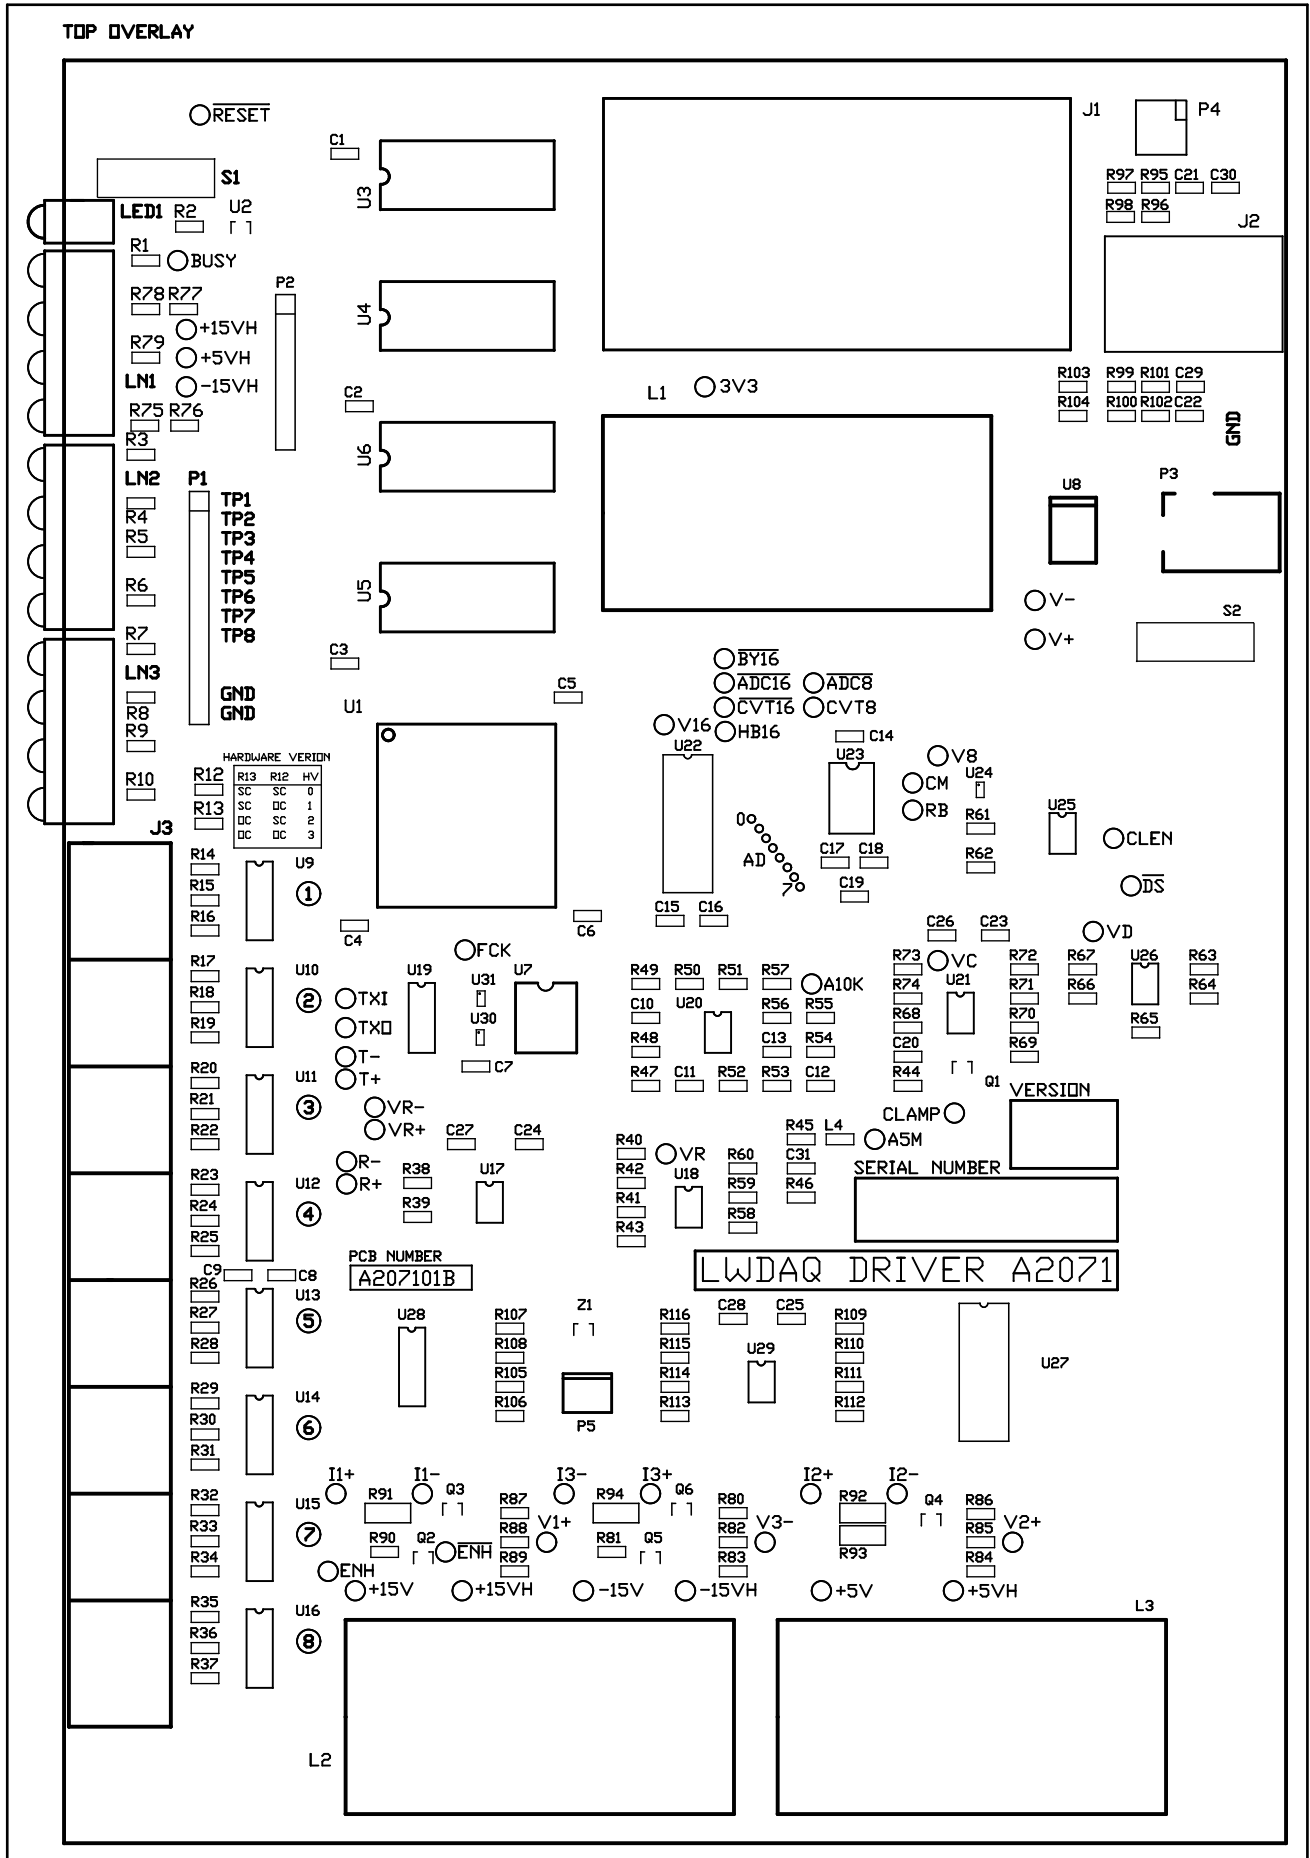 TOP OVERLAY
RESET
C1
J1
P4
U3
S1
R97 R95 C21 C30
LED1 R2 U2
R98 R96
J2
R1
BUSY
P2
R78 R77
U4
+15VH
R79 +5VH
LN1 -15VH
L1 3V3
R103 R99 R101 C29
C2
R75 R76
R104 R100 R102 C22
GND
R3
U6
LN2 P1
U8 P3
TP1
R4 TP2
R5 TP3
TP4
TP5
R6 TP6
U5
TP7
V-
S2
R7 TP8
V+
C3
BY16
LN3
ADC16 ADC8
GND
C5
R8 GND
U1
CVT16 CVT8
V16 HB16
R9
U22 U23 C14
HARDWARE VERION
V8
R10 R12
R13 R12 HV
SC SC 0
SC OC 1
OC SC 2
OC OC 3
U24
CM
R13
RB
R61 U25
J3
0
AD
7
CLEN
R14 U9
C17 C18
R62
R15 1
C19
DS
R16
C4 C6
C15 C16
C26 C23
VD
FCK
R17 U10
U19 U31 U7
R49 R50 R51 R57
R73 VC R72 R67 U26 R63
R18 2 TXI
A10K
R74 U21 R71 R66 R64
R19 TXO
U30
C10 U20 R56 R55
R68 R70 R65
T-
R48 C13 R54
C20 R69
R20 U11 T+
C7
R47 C11 R52 R53 C12
R44 Q1
R21 3 VR-
VERSION
R22 VR+
C27 C24
CLAMP
R45 L4 A5M
R40 VR
R23 U12 R-
R38 U17
R42 U18 R60 C31
SERIAL NUMBER
R24 4 R+
R39
R41 R59 R46
R25
R43 R58
PCB NUMBER
A207101B
LWDAQ DRIVER A2071
C9 C8
R26 U13
R27 5
U28 R107 Z1 R116 C28 C25 R109
R28
R108 R115 U29 R110
U27
R29 U14
R105 R114 R111
R30 6
R106 P5 R113 R112
R31
I1+ I1- I3- I3+ I2+ I2-
R32 U15
R91 Q3 R87 R94 Q6 R80 R92 Q4 R86
R33 7
R90 Q2 ENH R88 V1+ R81 Q5 R82 V3- R93 R85 V2+
R34 ENH R89 R83 R84
+15V +15VH -15V -15VH +5V +5VH
R35 U16
L3
R36 8
R37
L2